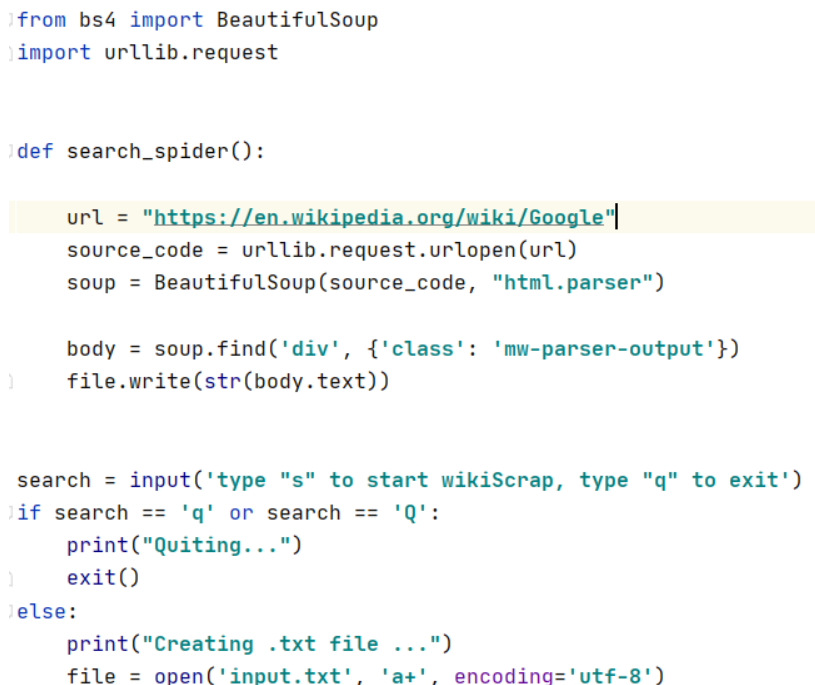 from bs4 import BeautifulSoup
import urllib.request
def search_spider():
    url = "https://en.wikipedia.org/wiki/Google"
    source_code = urllib.request.urlopen(url)
    soup = BeautifulSoup(source_code, "html.parser")
    body = soup.find('div', {'class': 'mw-parser-output'})
    file.write(str(body.text))
search = input('type "s" to start wikiScrap, type "q" to exit')
if search == 'q' or search == 'Q':
    print("Quiting...")
    exit()
else:
    print("Creating .txt file ...")
    file = open('input.txt', 'a+', encoding='utf-8')